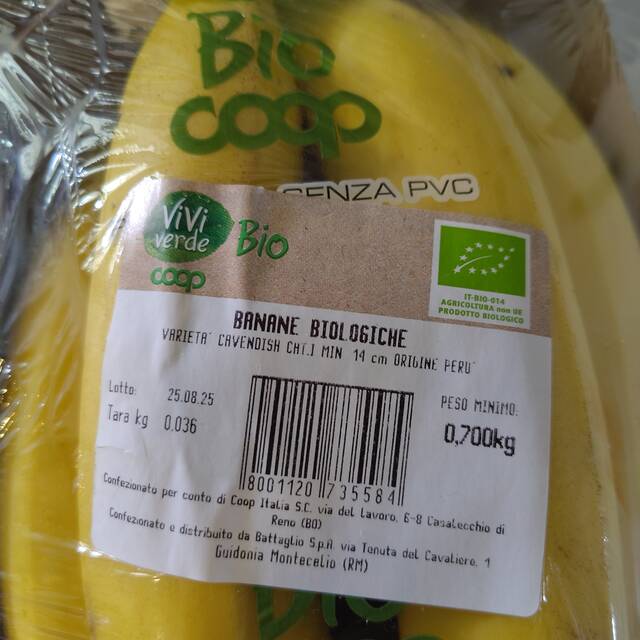 Bio
coop
SENZA PVC
ViVi
verde
Bio
coop
IT-BIO-014
AGRICOLTURA non UE
PRODOTTO BIOLOGICO
BANANE BIOLOGICHE
VARIETA' CAVENDISH CAT.I MIN 14 cm ORIGINE PERU'
Lotto: 25.08.25
Tara kg 0.036
PESO MINIMO:
0,700kg
8001120 735584
Confezionato per conto di Coop Italia S.C. via del Lavoro, 6-8 Casalecchio di
Reno (BO)
Confezionato e distribuito da Battaglio S.p.A. via Tenuta del Cavaliere, 1
Guidonia Montecelio (RM)
Bio